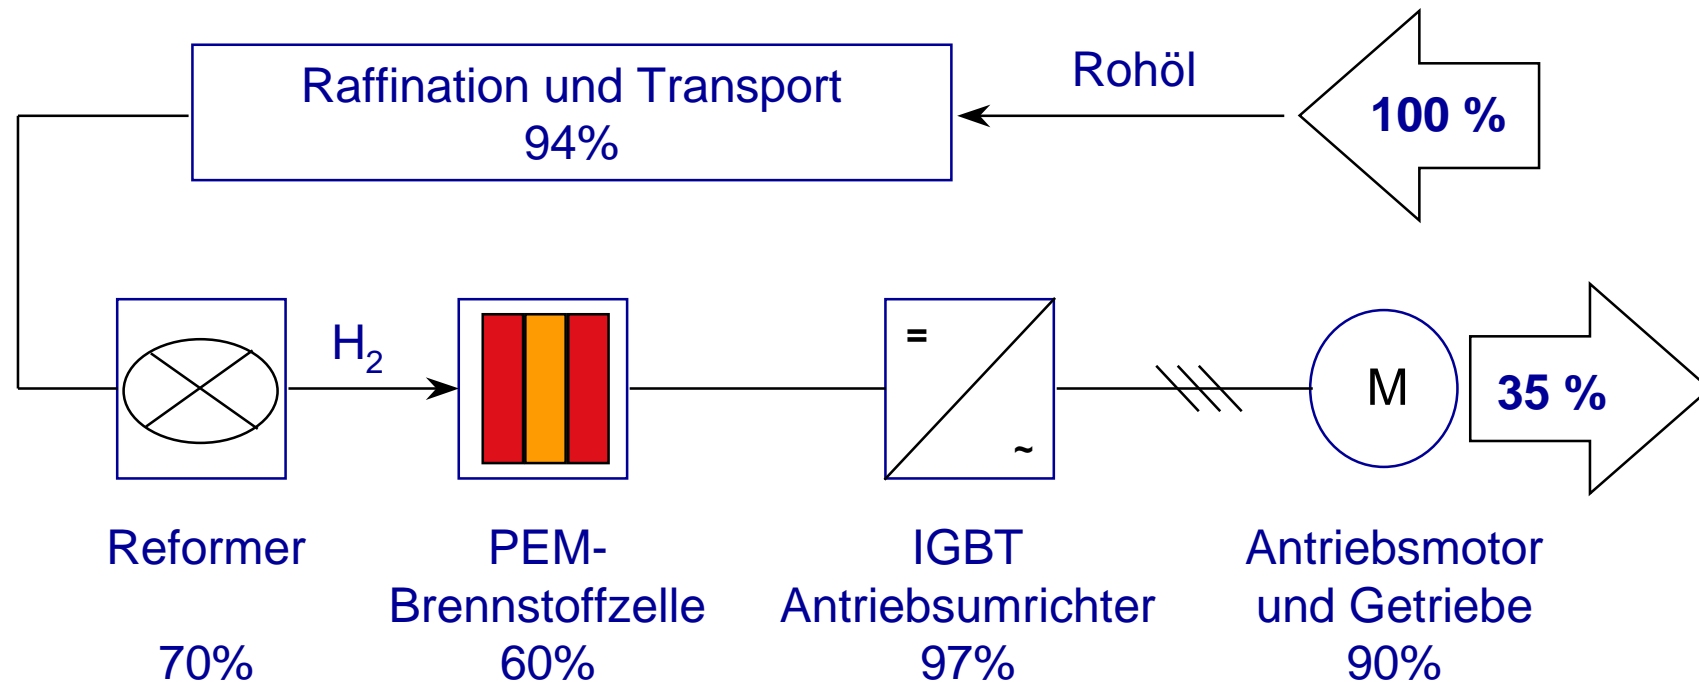 Raffination und Transport
94%
Rohöl
100 %
H₂
=
~
M
35 %
Reformer
70%
PEM-
Brennstoffzelle
60%
IGBT
Antriebsumrichter
97%
Antriebsmotor
und Getriebe
90%